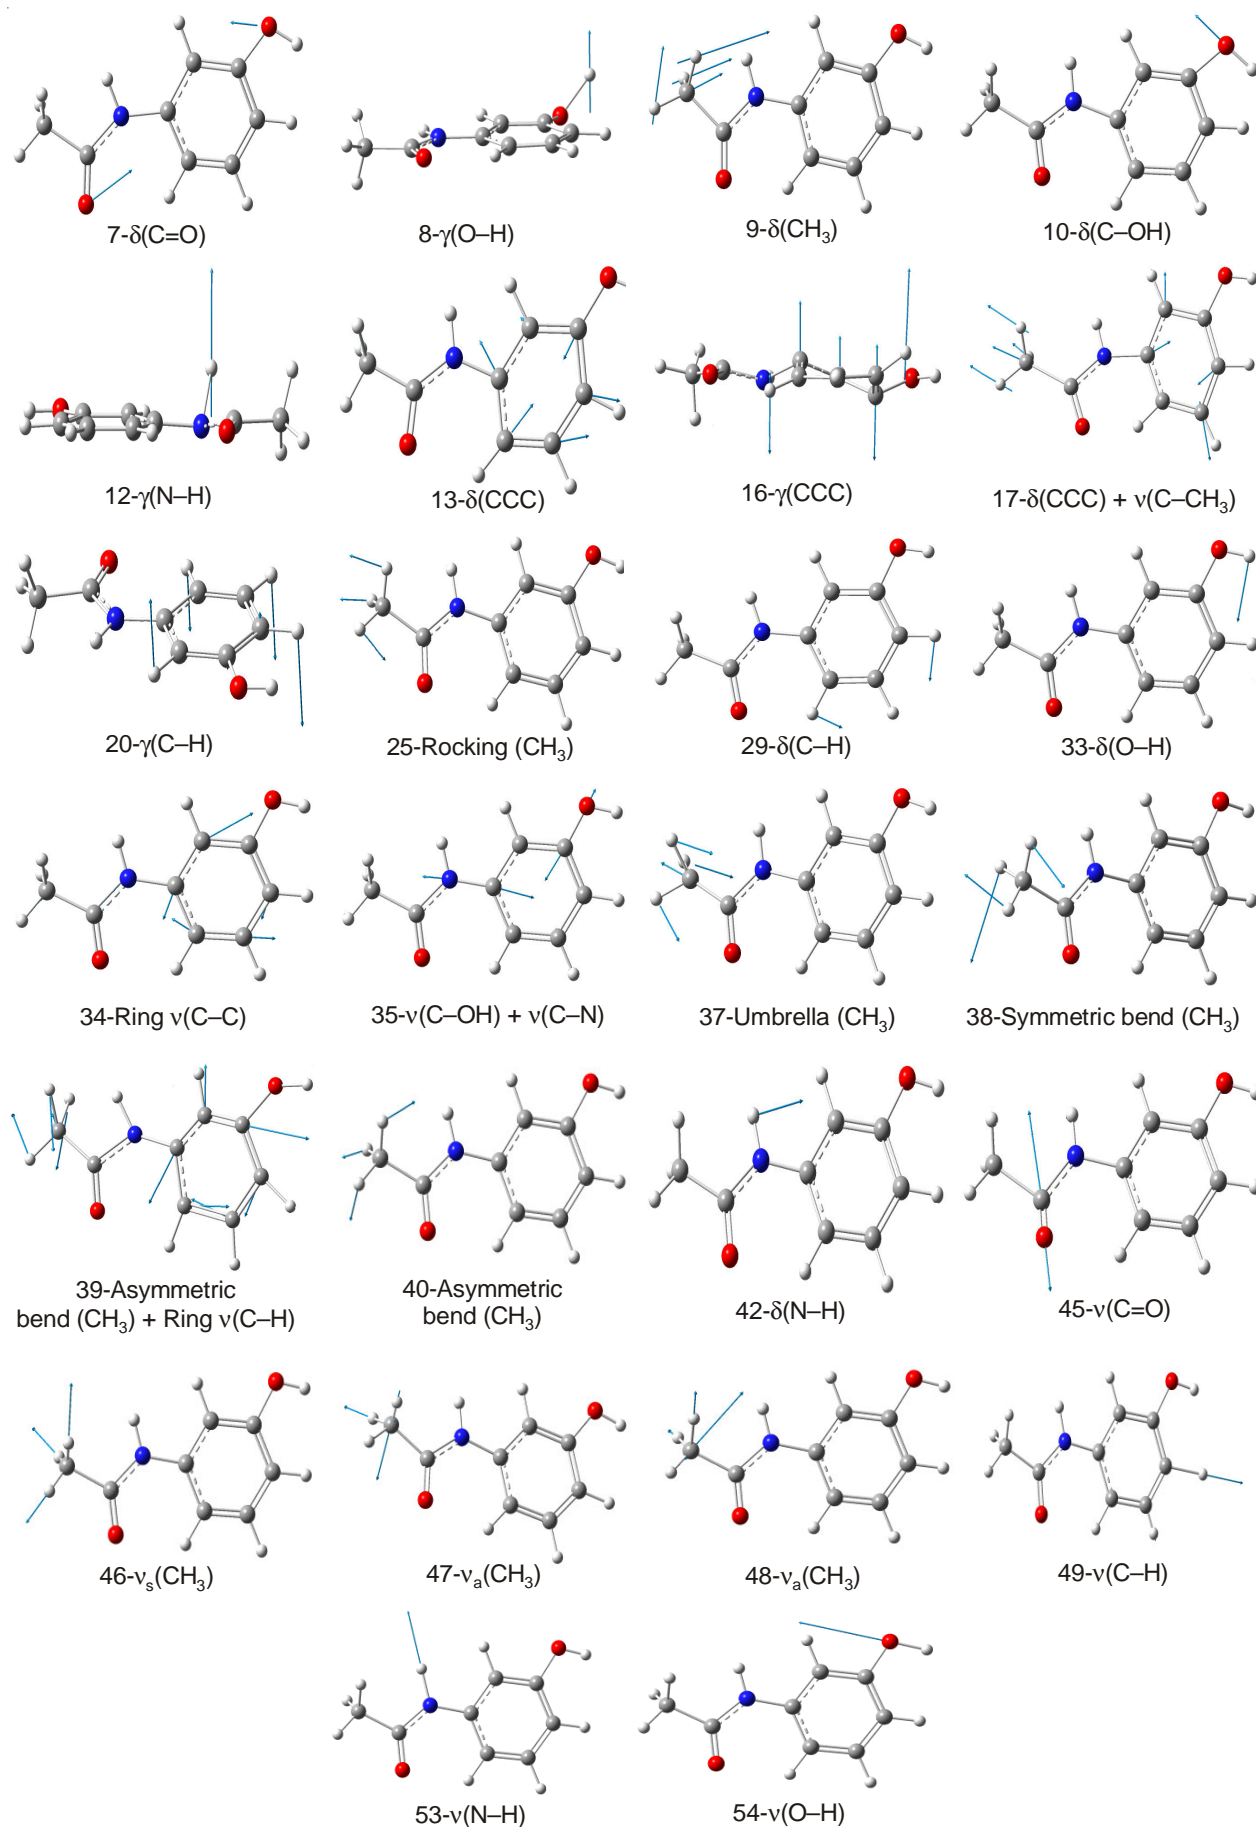 7-δ(C=O)
8-γ(O–H)
9-δ(CH₃)
10-δ(C–OH)
12-γ(N–H)
13-δ(CCC)
16-γ(CCC)
17-δ(CCC) + ν(C–CH₃)
20-γ(C–H)
25-Rocking (CH₃)
29-δ(C–H)
33-δ(O–H)
34-Ring ν(C–C)
35-ν(C–OH) + ν(C–N)
37-Umbrella (CH₃)
38-Symmetric bend (CH₃)
39-Asymmetric
bend (CH₃) + Ring ν(C–H)
40-Asymmetric
bend (CH₃)
42-δ(N–H)
45-ν(C=O)
46-νₛ(CH₃)
47-νₐ(CH₃)
48-νₐ(CH₃)
49-ν(C–H)
53-ν(N–H)
54-ν(O–H)